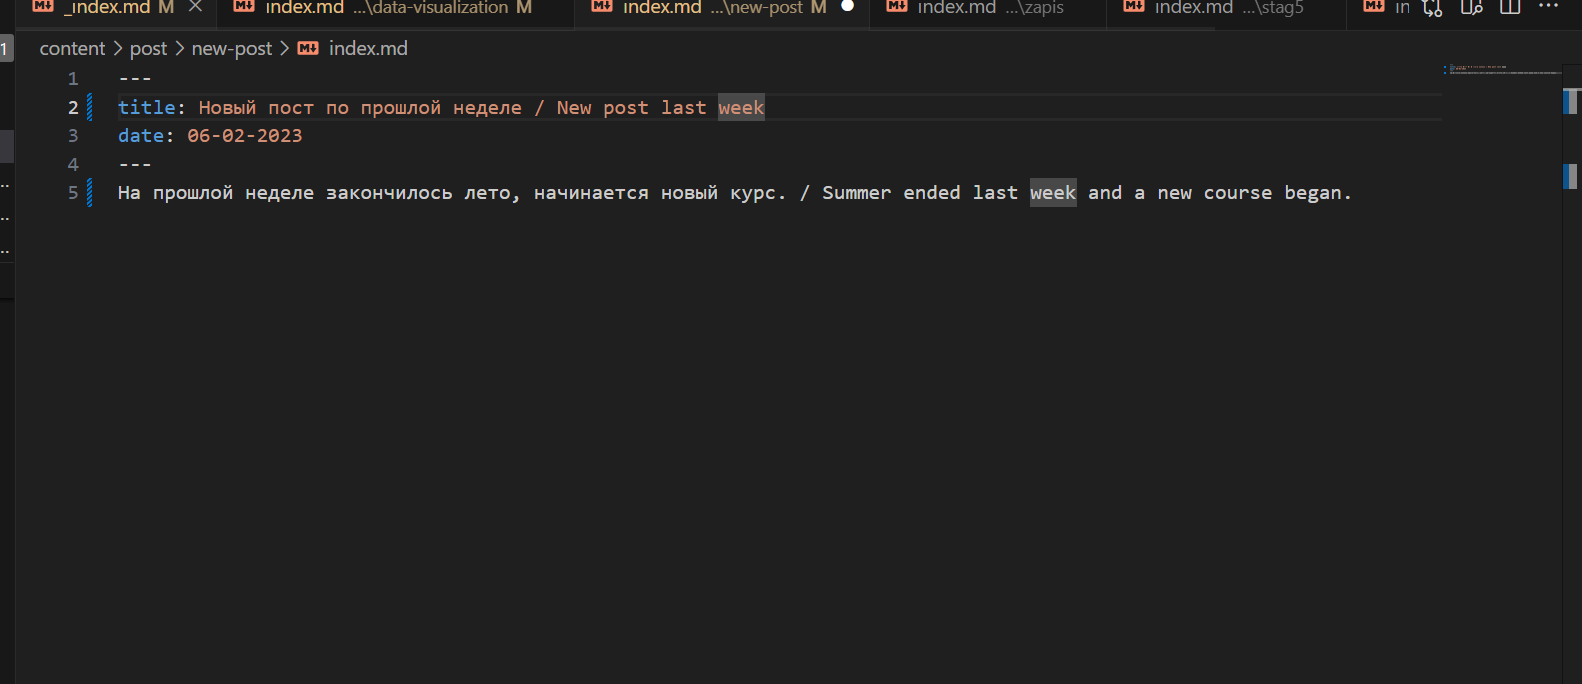 _index.md M index.md ...\data-visualization M index.md ...\new-post M index.md ...\zapis index.md ...\stag5 in ...
1 content > post > new-post > index.md
1 ---
2 title: Новый пост по прошлой неделе / New post last week
3 date: 06-02-2023
4 ---
5 На прошлой неделе закончилось лето, начинается новый курс. / Summer ended last week and a new course began.